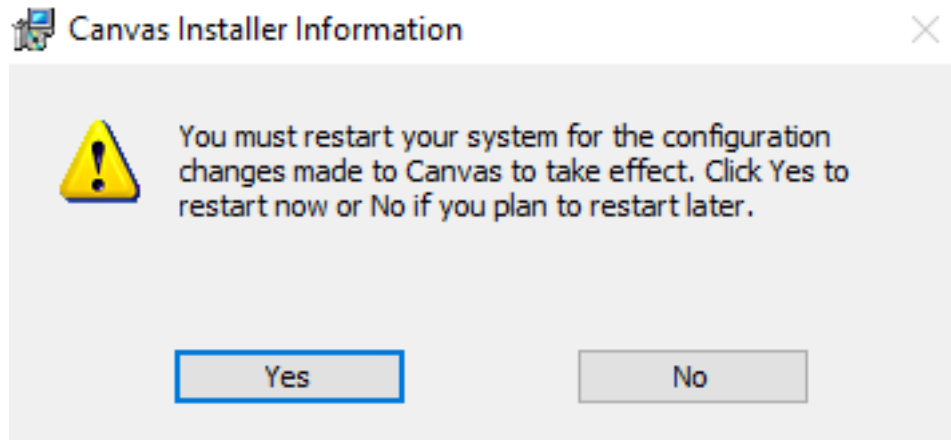 Canvas Installer Information
You must restart your system for the configuration
changes made to Canvas to take effect. Click Yes to
restart now or No if you plan to restart later.
Yes
No